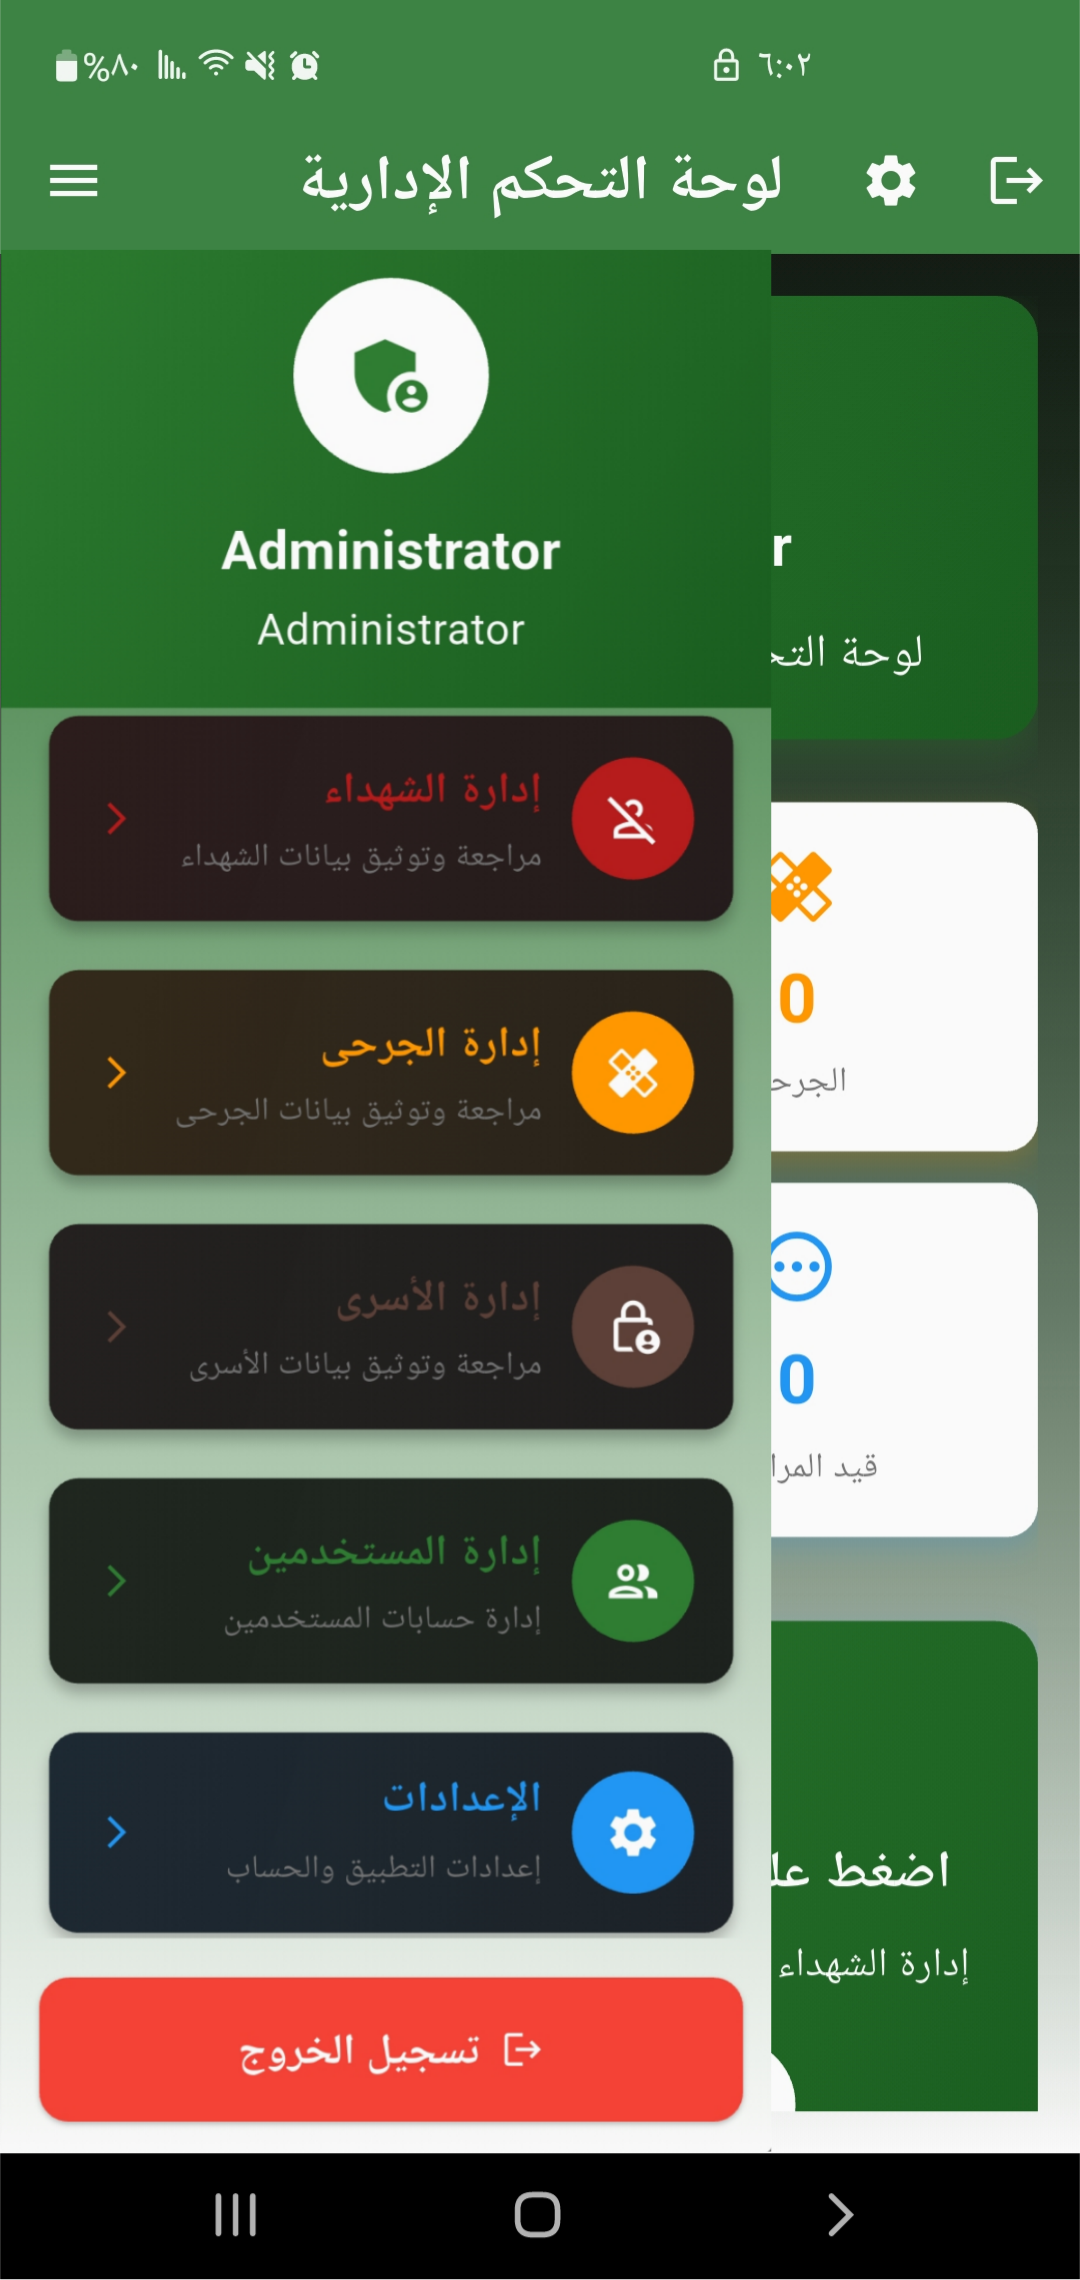 ٦:٠٢
%٨٠
لوحة التحكم الإدارية
Administrator
Administrator
r
لوحة التح
إدارة الشهداء
مراجعة وتوثيق بيانات الشهداء
0
إدارة الجرحى
الجرح
مراجعة وتوثيق بيانات الجرحى
إدارة الأسرى
مراجعة وتوثيق بيانات الأسرى
0
قيد المرا
إدارة المستخدمين
إدارة حسابات المستخدمين
الإعدادات
إعدادات التطبيق والحساب
اضغط عل
إدارة الشهداء
تسجيل الخروج